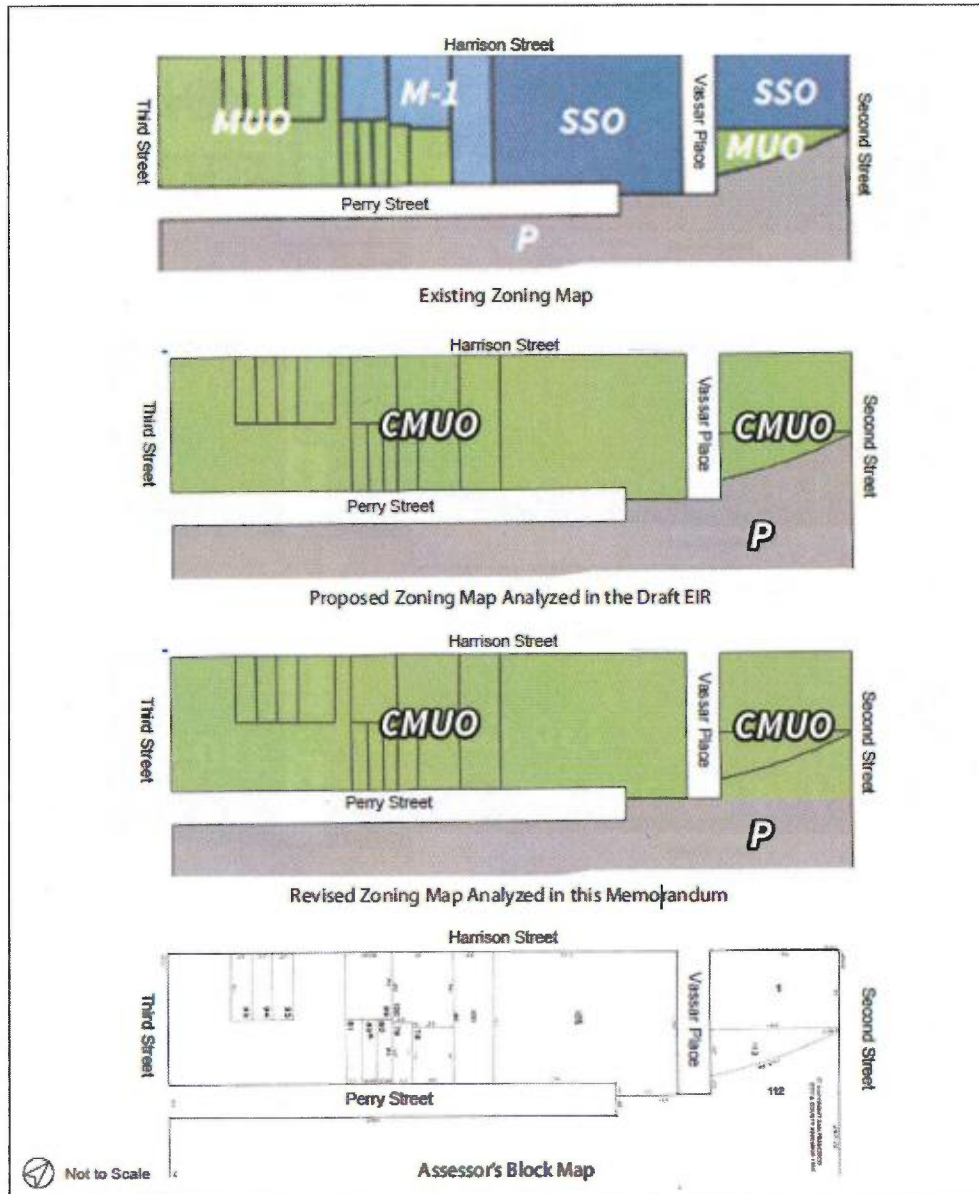 Harrison Street
Third Street
MUO
M-1
SSO
Vassar Place
SSO
MUO
Second Street
Perry Street
P
Existing Zoning Map
Harrison Street
Third Street
CMUO
Vassar Place
CMUO
Second Street
Perry Street
P
Proposed Zoning Map Analyzed in the Draft EIR
Harrison Street
Third Street
CMUO
Vassar Place
CMUO
Second Street
Perry Street
P
Revised Zoning Map Analyzed in this Memorandum
Harrison Street
Third Street
Vassar Place
1
Second Street
112
Perry Street
Not to Scale
Assessor's Block Map